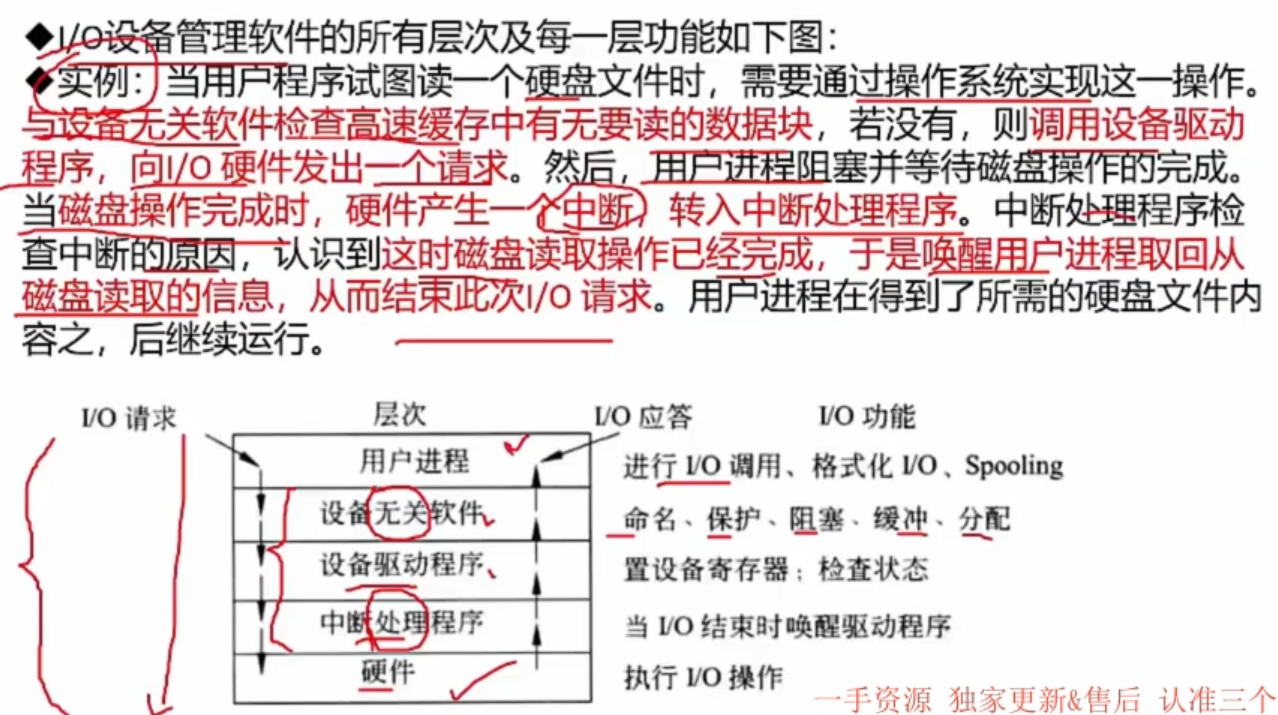 ◆I/O设备管理软件的所有层次及每一层功能如下图：
◆实例：当用户程序试图读一个硬盘文件时，需要通过操作系统实现这一操作。
与设备无关软件检查高速缓存中有无要读的数据块，若没有，则调用设备驱动
程序，向I/O 硬件发出一个请求。然后，用户进程阻塞并等待磁盘操作的完成。
当磁盘操作完成时，硬件产生一个中断，转入中断处理程序。中断处理程序检
查中断的原因，认识到这时磁盘读取操作已经完成，于是唤醒用户进程取回从
磁盘读取的信息，从而结束此次I/O 请求。用户进程在得到了所需的硬盘文件内
容之，后继续运行。
I/O 请求 层次 I/O 应答 I/O 功能
用户进程 进行 I/O 调用、格式化 I/O、Spooling
设备无关软件 命名、保护、阻塞、缓冲、分配
设备驱动程序 置设备寄存器；检查状态
中断处理程序 当 I/O 结束时唤醒驱动程序
硬件 执行 I/O 操作
一手资源 独家更新&售后 认准三个